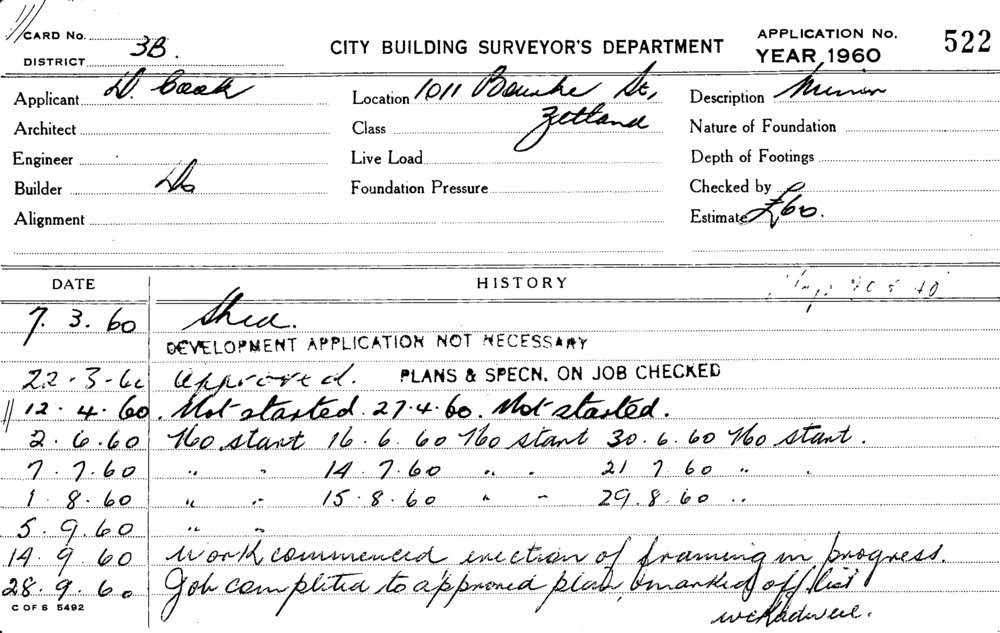 CARD No.
DISTRICT 3B.
CITY BUILDING SURVEYOR'S DEPARTMENT
APPLICATION No. 522
YEAR 1960
Applicant D. Cook
Location 1011 Bourke St,
Zetland
Description Minor
Architect
Class
Nature of Foundation
Engineer
Live Load
Depth of Footings
Builder Do
Foundation Pressure
Checked by
Alignment
Estimate £60.
DATE HISTORY
7. 3. 60 Shed.
DEVELOPMENT APPLICATION NOT NECESSARY
22-3-60 Approved. PLANS & SPECN. ON JOB CHECKED
12. 4. 60. Not started. 27.4.60. Not started.
2. 6. 60 No start 16. 6. 60 No start 30. 6. 60 No start.
7. 7. 60 " " 14. 7. 60 " " 21 7 60 " "
1. 8. 60 " " 15. 8. 60 " " 29. 8. 60 "
5. 9. 60 " "
14. 9. 60 Work commenced erection of framing in progress.
28. 9. 60 Job completed to approved plan, marked off list
C OF S 5492